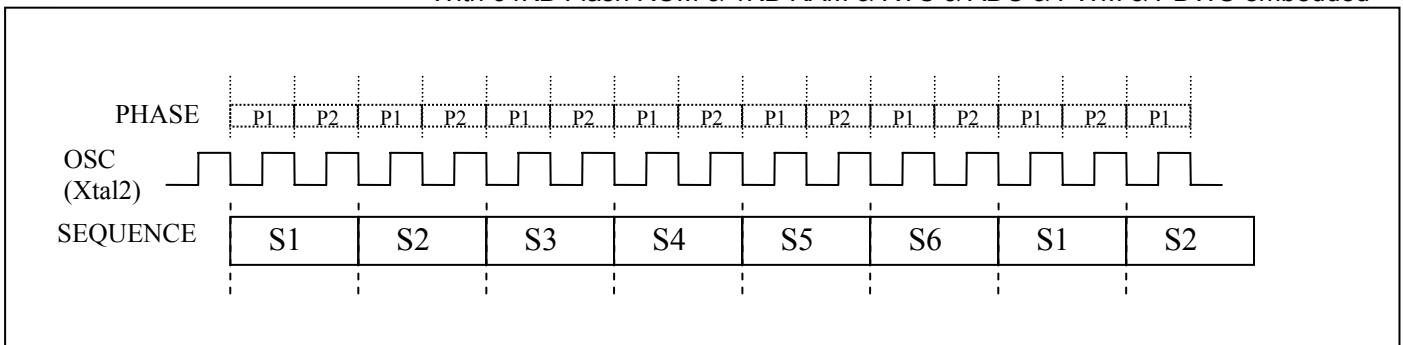 PHASE P1 P2 P1 P2 P1 P2 P1 P2 P1 P2 P1 P2 P1 P2 P1
OSC
(Xtal2)
SEQUENCE S1 S2 S3 S4 S5 S6 S1 S2